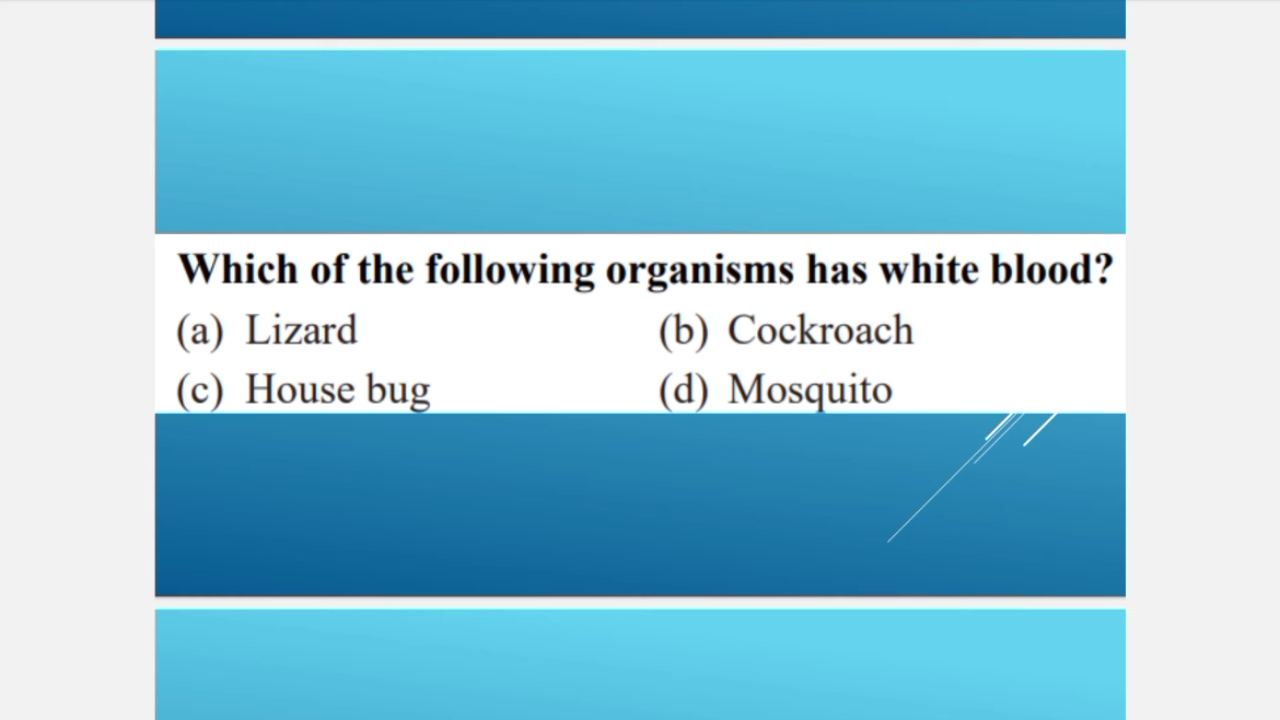 Which of the following organisms has white blood?
(a) Lizard (b) Cockroach
(c) House bug (d) Mosquito